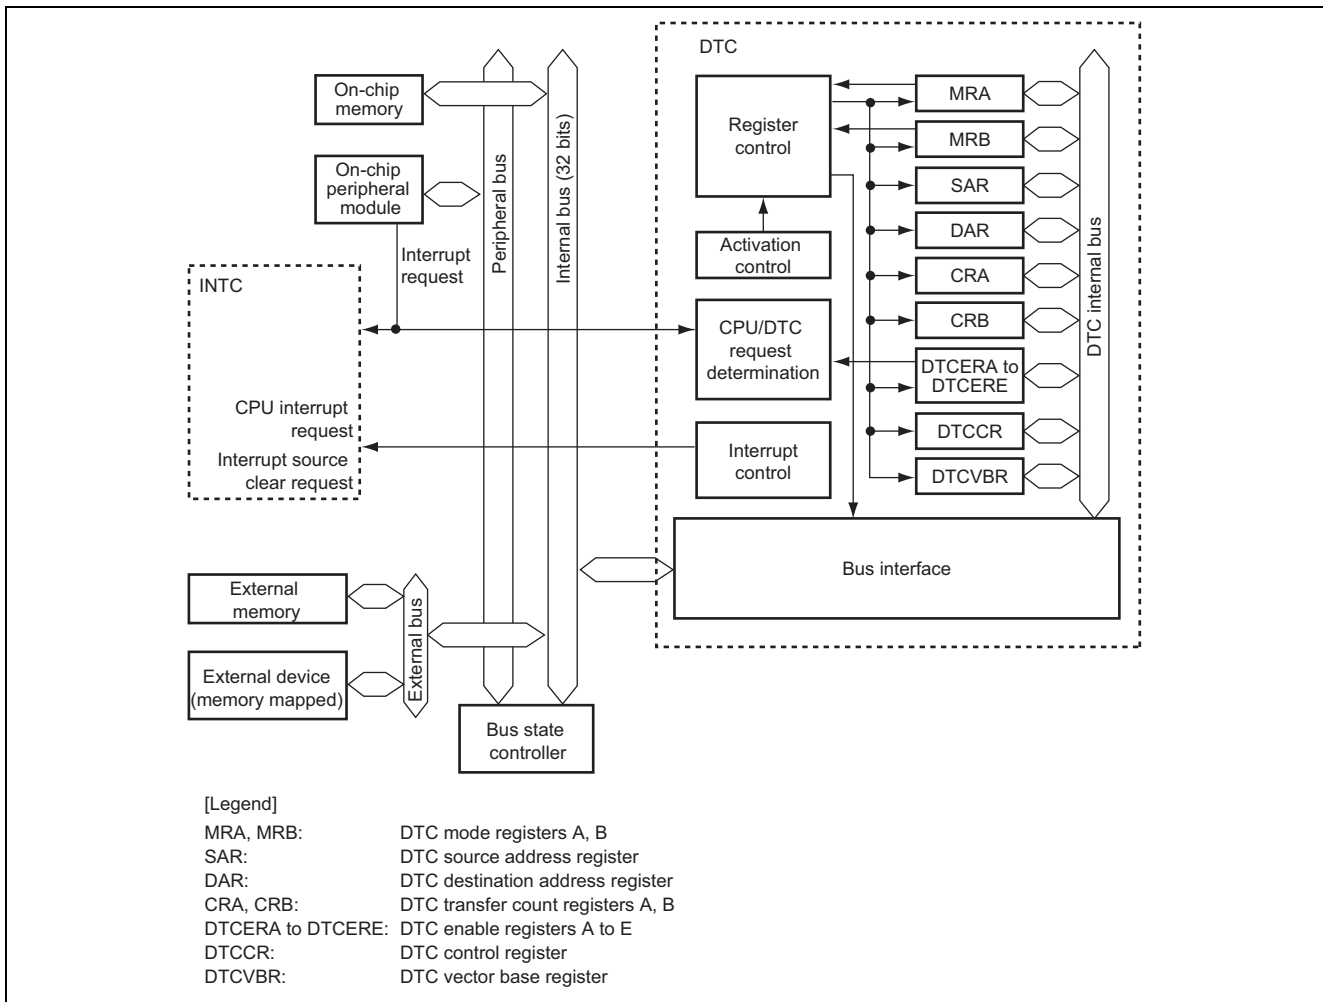 DTC
On-chip
memory
On-chip
peripheral
module
Interrupt
request
Peripheral bus
Internal bus (32 bits)
INTC
CPU interrupt
request
Interrupt source
clear request
Register
control
Activation
control
CPU/DTC
request
determination
Interrupt
control
MRA
MRB
SAR
DAR
CRA
CRB
DTCERA to
DTCERE
DTCCR
DTCVBR
DTC internal bus
Bus interface
External
memory
External device
(memory mapped)
External bus
Bus state
controller
[Legend]
MRA, MRB: DTC mode registers A, B
SAR: DTC source address register
DAR: DTC destination address register
CRA, CRB: DTC transfer count registers A, B
DTCERA to DTCERE: DTC enable registers A to E
DTCCR: DTC control register
DTCVBR: DTC vector base register